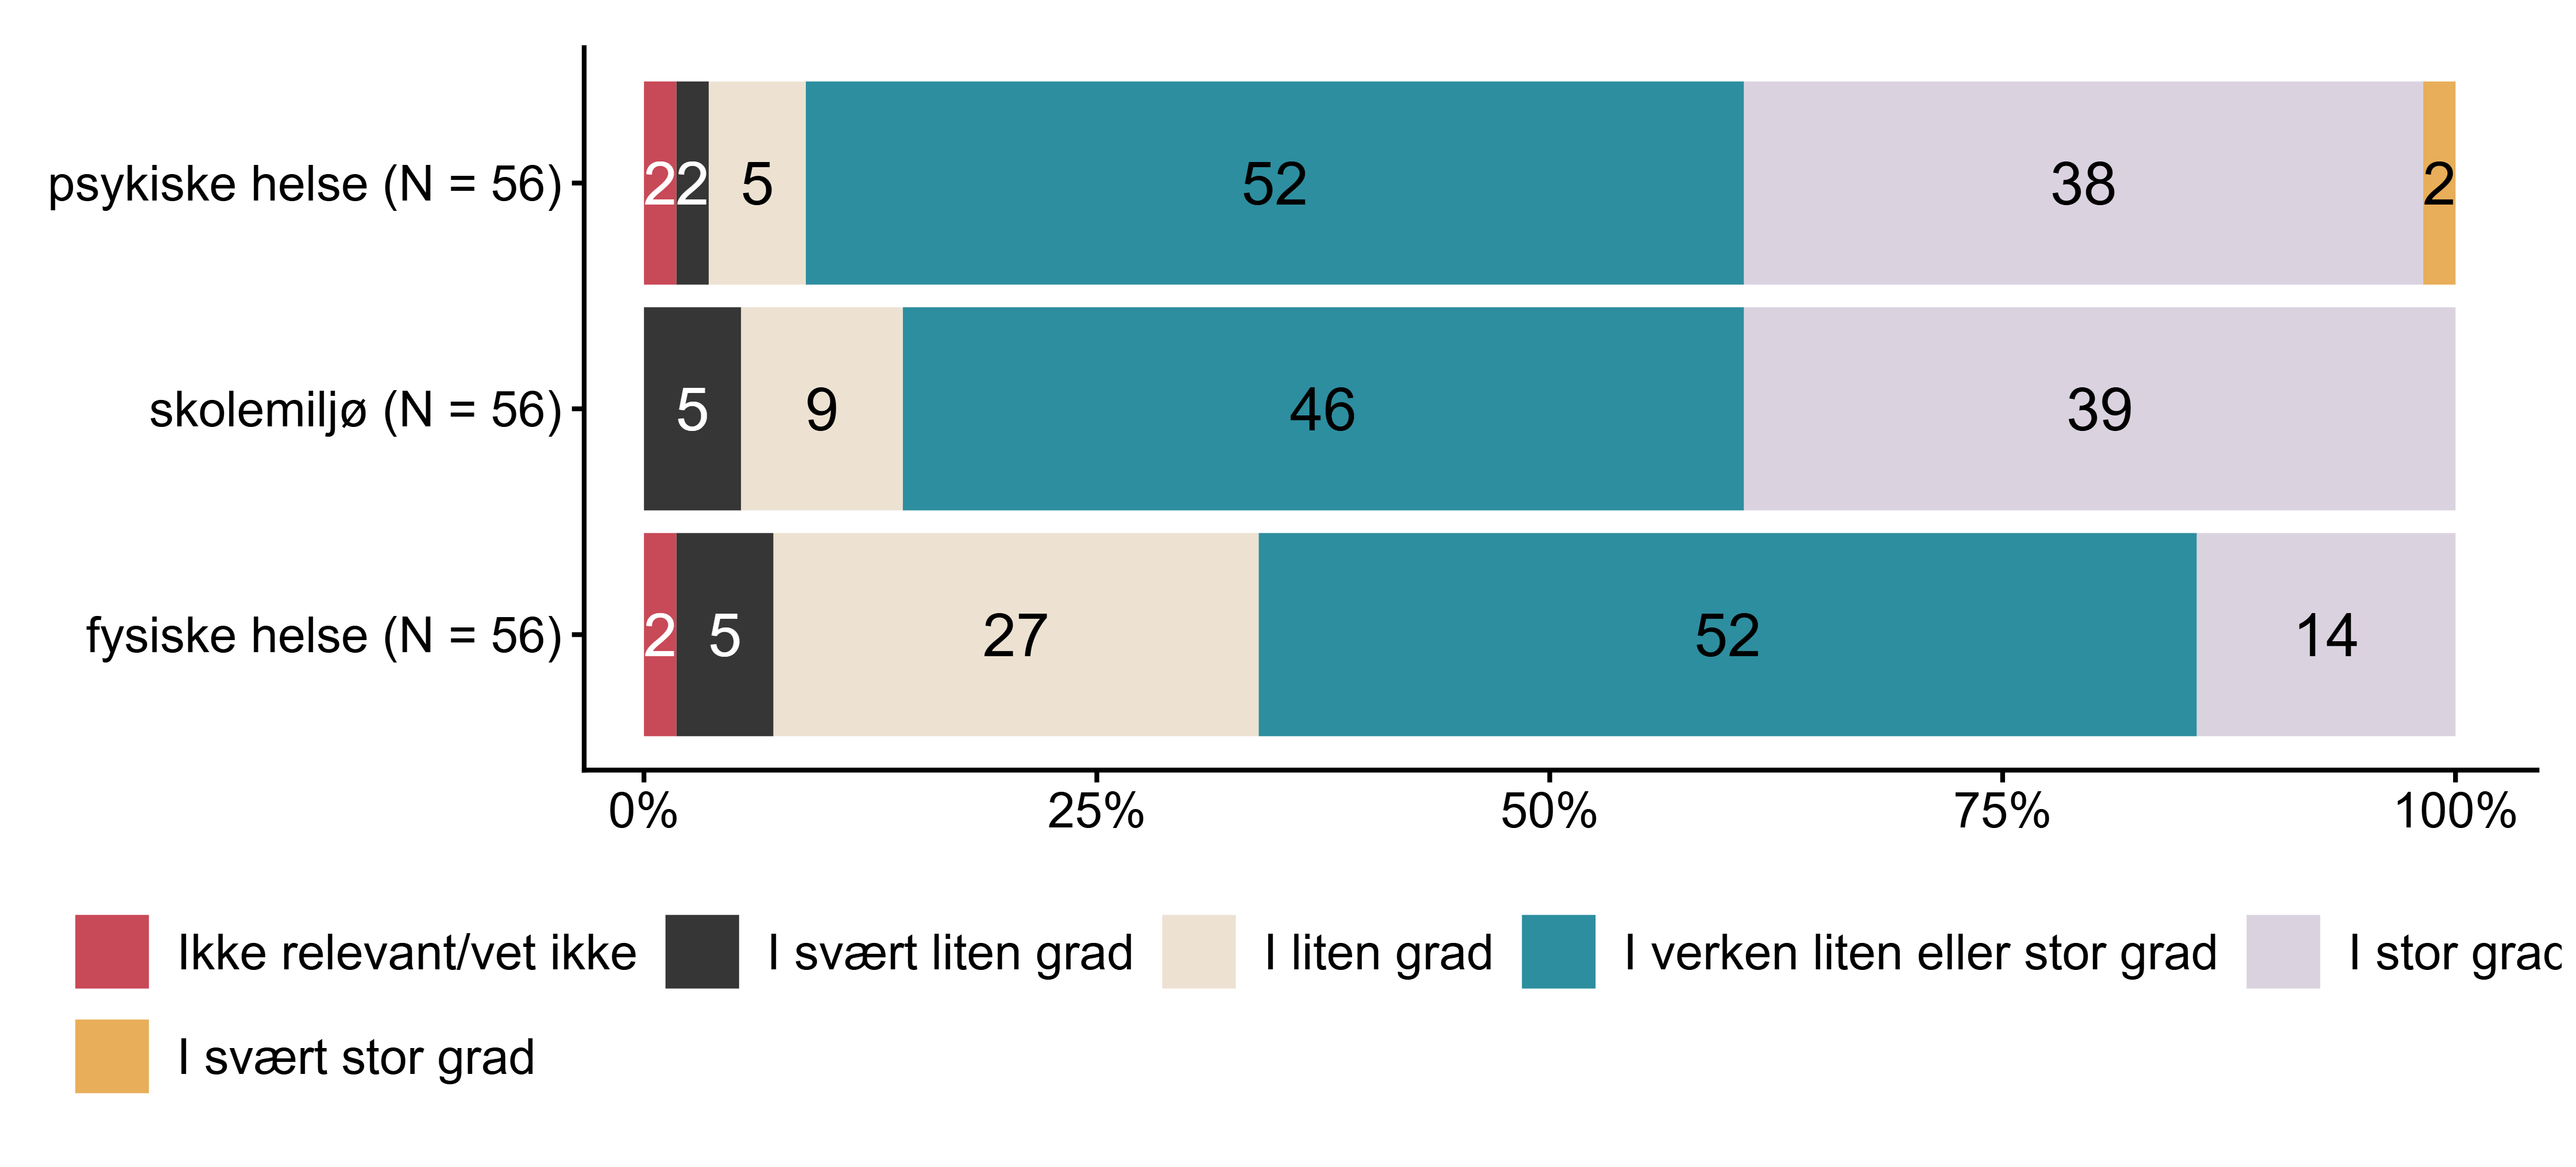 psykiske helse (N = 56) 2 2 5 52 38 2
skolemiljø (N = 56) 5 9 46 39
fysiske helse (N = 56) 2 5 27 52 14
0% 25% 50% 75% 100%
Ikke relevant/vet ikke I svært liten grad I liten grad I verken liten eller stor grad I stor grad
I svært stor grad